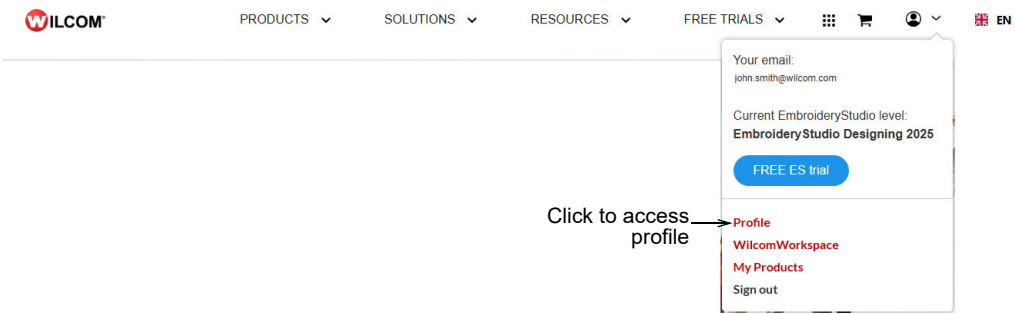 WILCOM®
PRODUCTS
SOLUTIONS
RESOURCES
FREE TRIALS
EN
Your email:
john.smith@wilcom.com
Current EmbroideryStudio level:
EmbroideryStudio Designing 2025
FREE ES trial
Click to access
profile
Profile
WilcomWorkspace
My Products
Sign out